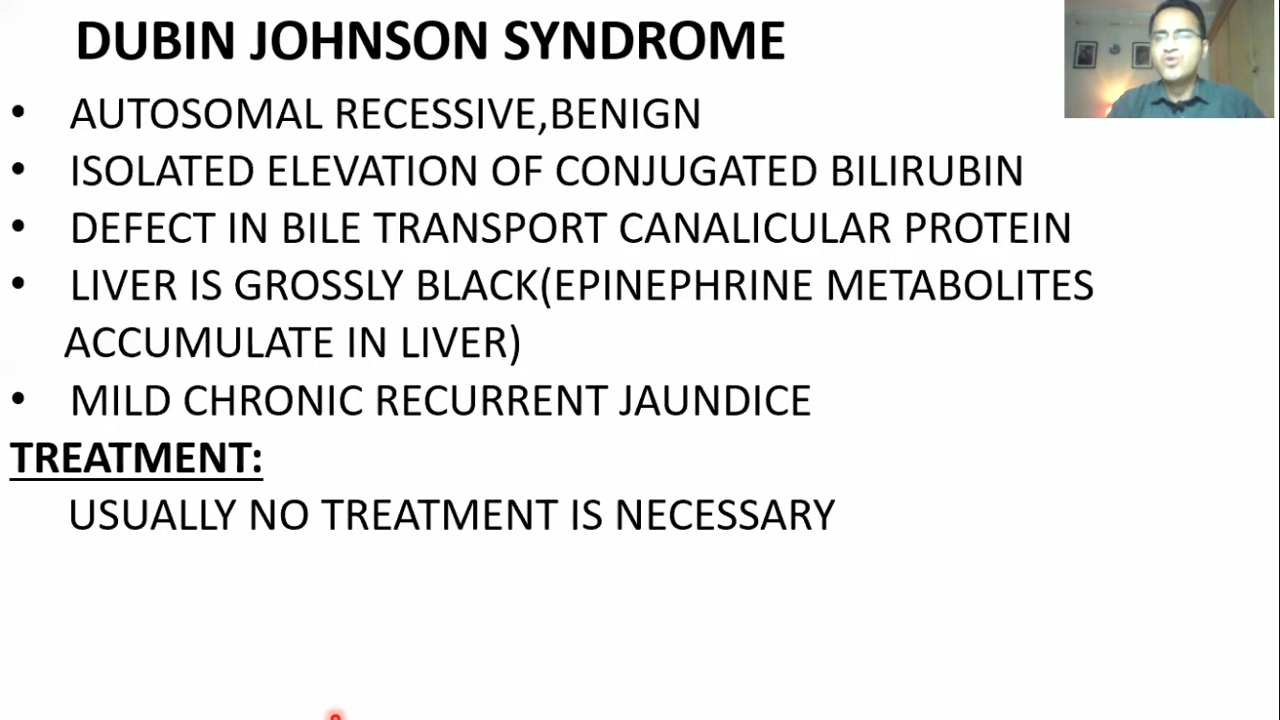 DUBIN JOHNSON SYNDROME
• AUTOSOMAL RECESSIVE,BENIGN
• ISOLATED ELEVATION OF CONJUGATED BILIRUBIN
• DEFECT IN BILE TRANSPORT CANALICULAR PROTEIN
• LIVER IS GROSSLY BLACK(EPINEPHRINE METABOLITES
ACCUMULATE IN LIVER)
• MILD CHRONIC RECURRENT JAUNDICE
TREATMENT:
USUALLY NO TREATMENT IS NECESSARY